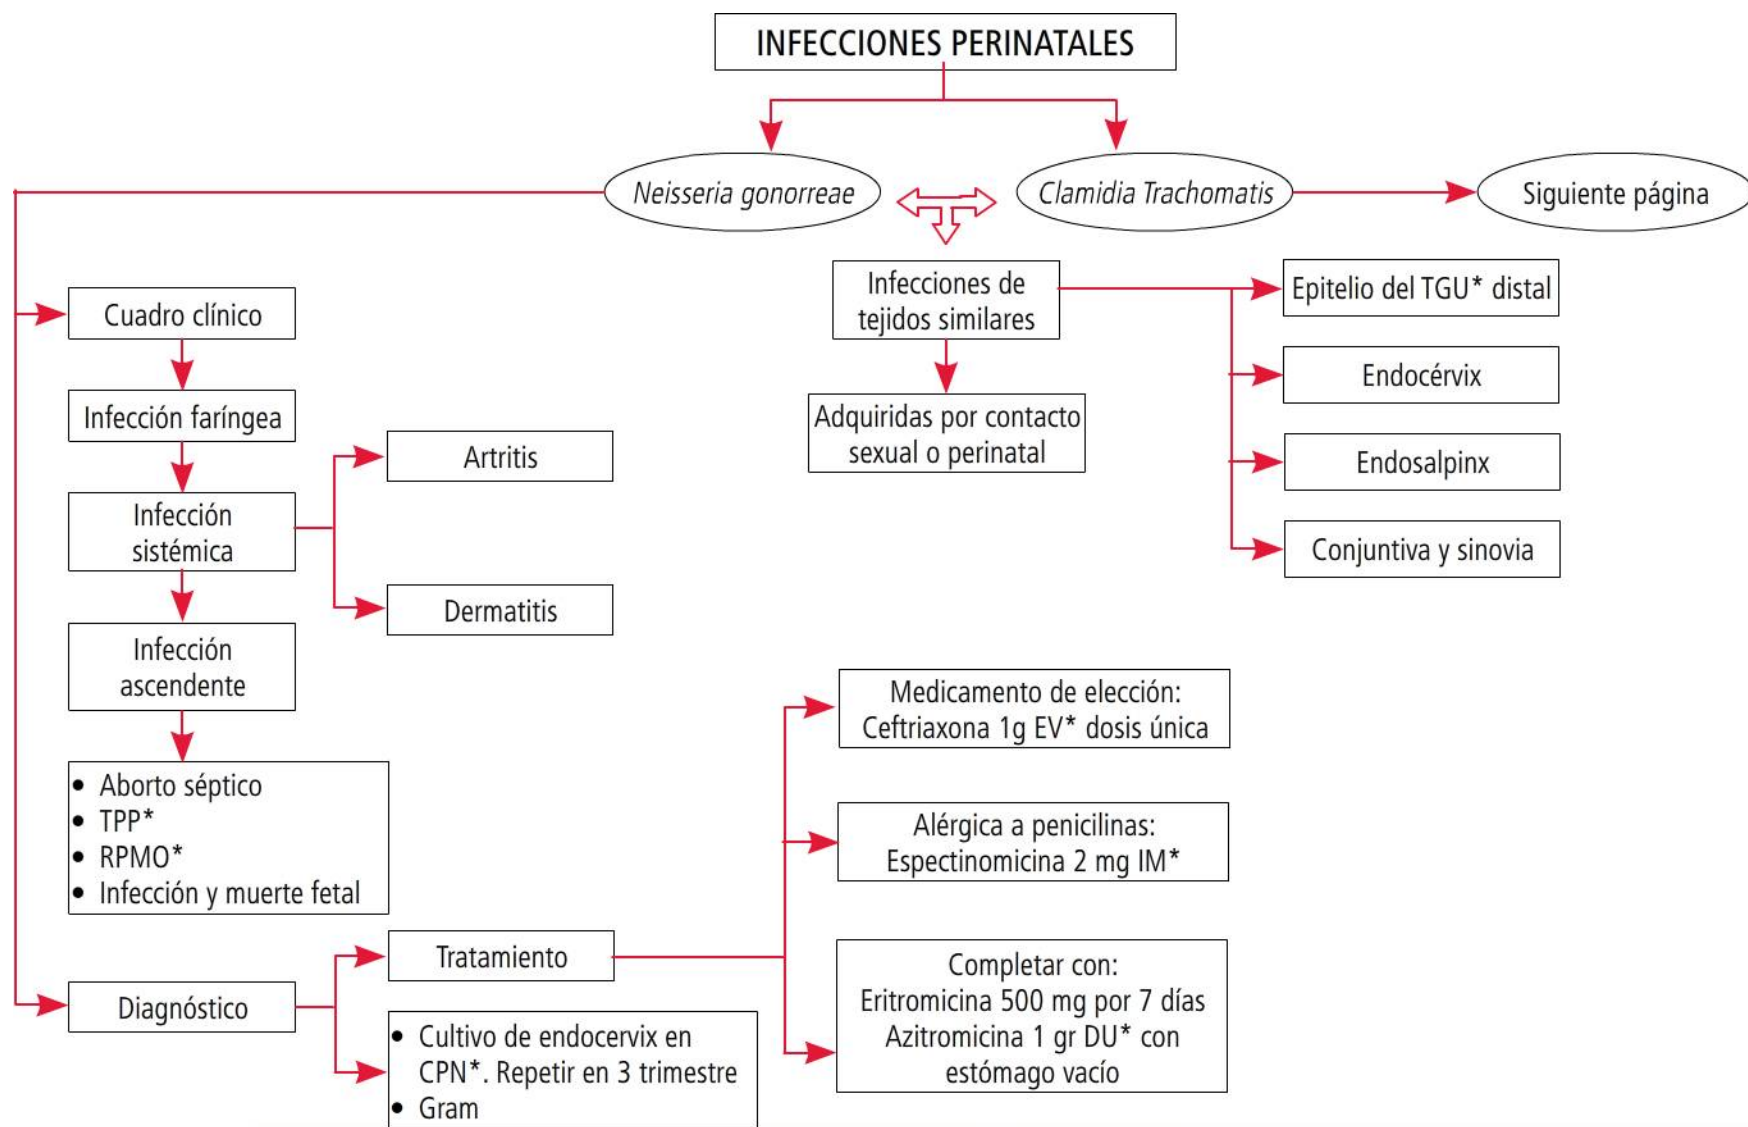 INFECCIONES PERINATALES
Neisseria gonorreae
Clamidia Trachomatis
Siguiente página
Infecciones de
tejidos similares
Adquiridas por contacto
sexual o perinatal
Epitelio del TGU* distal
Endocérvix
Endosalpinx
Conjuntiva y sinovia
Cuadro clínico
Infección faríngea
Infección
sistémica
Artritis
Dermatitis
Infección
ascendente
• Aborto séptico
• TPP*
• RPMO*
• Infección y muerte fetal
Diagnóstico
Tratamiento
• Cultivo de endocervix en
CPN*. Repetir en 3 trimestre
• Gram
Medicamento de elección:
Ceftriaxona 1g EV* dosis única
Alérgica a penicilinas:
Espectinomicina 2 mg IM*
Completar con:
Eritromicina 500 mg por 7 días
Azitromicina 1 gr DU* con
estómago vacío